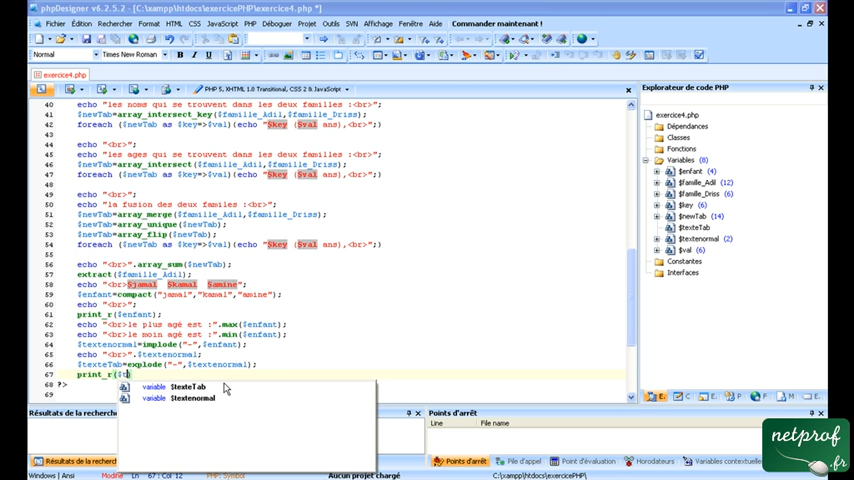 phpDesigner v6.2.5.2 - [C:\xampp\htdocs\exercicePHP\exercice4.php *]
Fichier Édition Rechercher Format HTML CSS JavaScript PHP Déboguer Projet Outils SVN Affichage Fenêtre Aide Commander maintenant !
Normal Times New Roman B I U
exercice4.php
PHP 5, XHTML 1.0 Transitional, CSS 2 & JavaScript
40 echo "les noms qui se trouvent dans les deux familles :<br>";
41 $newTab=array_intersect_key($famille_Adil,$famille_Driss);
42 foreach ($newTab as $key=>$val){echo "$key ($val ans),<br>";}
43
44 echo "<br>";
45 echo "les ages qui se trouvent dans les deux familles :<br>";
46 $newTab=array_intersect($famille_Adil,$famille_Driss);
47 foreach ($newTab as $key=>$val){echo "$key ($val ans),<br>";}
48
49 echo "<br>";
50 echo "la fusion des deux familes :<br>";
51 $newTab=array_merge($famille_Adil,$famille_Driss);
52 $newTab=array_unique($newTab);
53 $newTab=array_flip($newTab);
54 foreach ($newTab as $key=>$val){echo "$key ($val ans),<br>";}
55
56 echo "<br>".array_sum($newTab);
57 extract($famille_Adil);
58 echo "<br>$jamal $kamal $amine";
59 $enfant=compact("jamal","kamal","amine");
60 echo "<br>";
61 print_r($enfant);
62 echo "<br>le plus agé est :".max($enfant);
63 echo "<br>le moin agé est :".min($enfant);
64 $textenormal=implode("-",$enfant);
65 echo "<br>".$textenormal;
66 $texteTab=explode("-",$textenormal);
67 print_r($t)
68 ?>
69
variable $texteTab
variable $textenormal
Explorateur de code PHP
exercice4.php
Dépendances
Classes
Fonctions
Variables (8)
$enfant (4)
$famille_Adil (12)
$famille_Driss (6)
$key (6)
$newTab (14)
$texteTab
$textenormal (2)
$val (6)
Constantes
Interfaces
E. C E. P F M
Résultats de la recherche
Points d'arrêt
Line File name
Résultats de la recherch
Points d'arrêt Pile d'appel Point d'évaluation Horodateurs Variables contextuelle
Windows | Ansi Modine Ln 67 : Col 12 PHP: Symbol Aucun projet chargé C:\xampp\htdocs\exercicePHP\
netprof
.fr